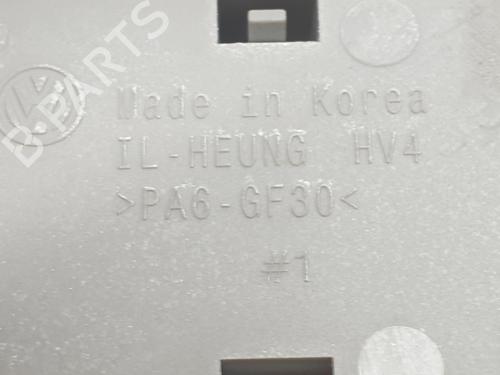 B-PARTS
Made in Korea
IL-HEUNG HV4
>PA6-GF30<
#1